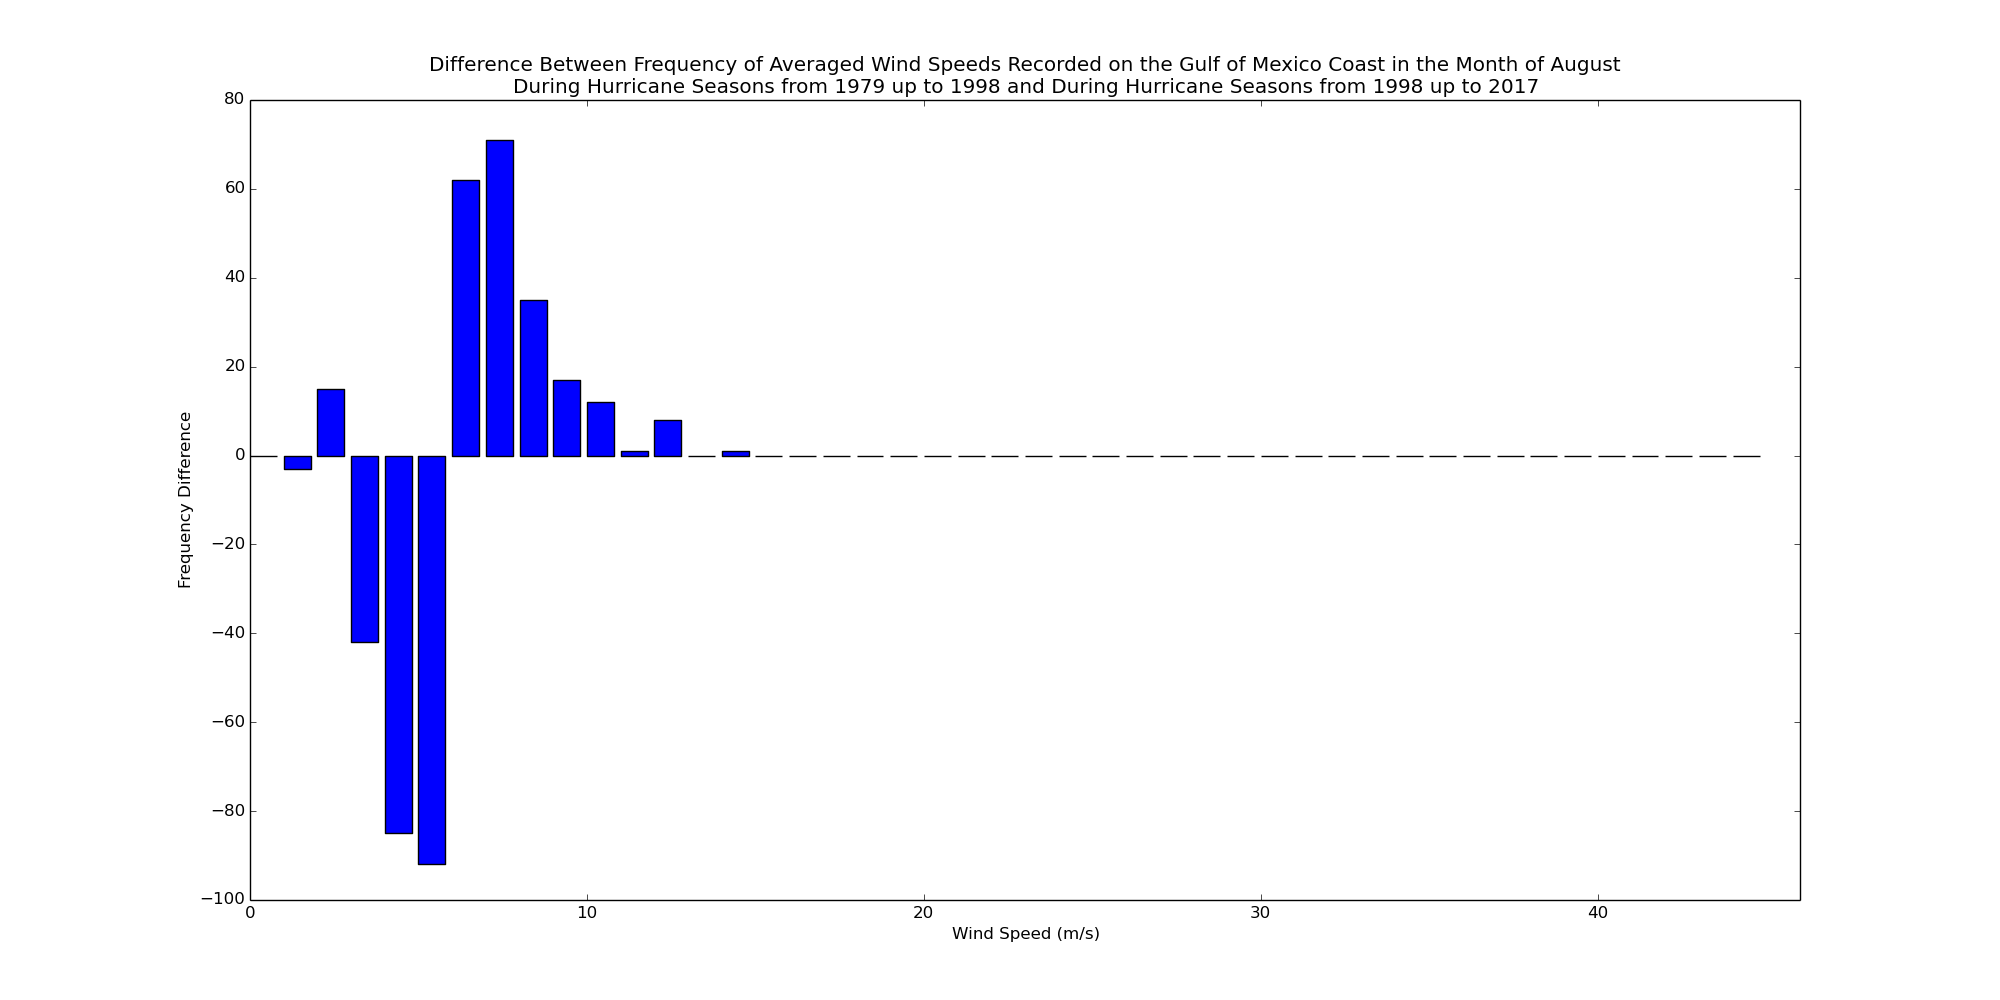 Difference Between Frequency of Averaged Wind Speeds Recorded on the Gulf of Mexico Coast in the Month of August
During Hurricane Seasons from 1979 up to 1998 and During Hurricane Seasons from 1998 up to 2017
80
60
40
20
0
−20
−40
−60
−80
−100
Frequency Difference
0 10 20 30 40
Wind Speed (m/s)